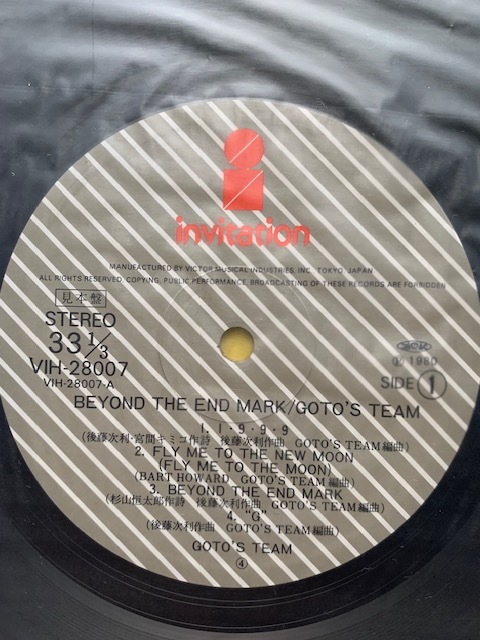 invitation
MANUFACTURED BY VICTOR MUSICAL INDUSTRIES, INC. TOKYO, JAPAN
ALL RIGHTS RESERVED, COPYING, PUBLIC PERFORMANCE, BROADCASTING OF THESE RECORDS ARE FORBIDDEN
見本盤
STEREO
33 1/3
VIH-28007
VIH-28007-A
℗ 1980
SIDE 1
BEYOND THE END MARK/GOTO'S TEAM
1. 1・9・9・9
(後藤次利・宮間キミコ作詩 後藤次利作曲 GOTO'S TEAM編曲)
2. FLY ME TO THE NEW MOON
(FLY ME TO THE MOON)
(BART HOWARD GOTO'S TEAM編曲)
3. BEYOND THE END MARK
(杉山恒太郎作詩 後藤次利作曲 GOTO'S TEAM編曲)
4. "G"
(後藤次利作曲 GOTO'S TEAM編曲)
GOTO'S TEAM
④